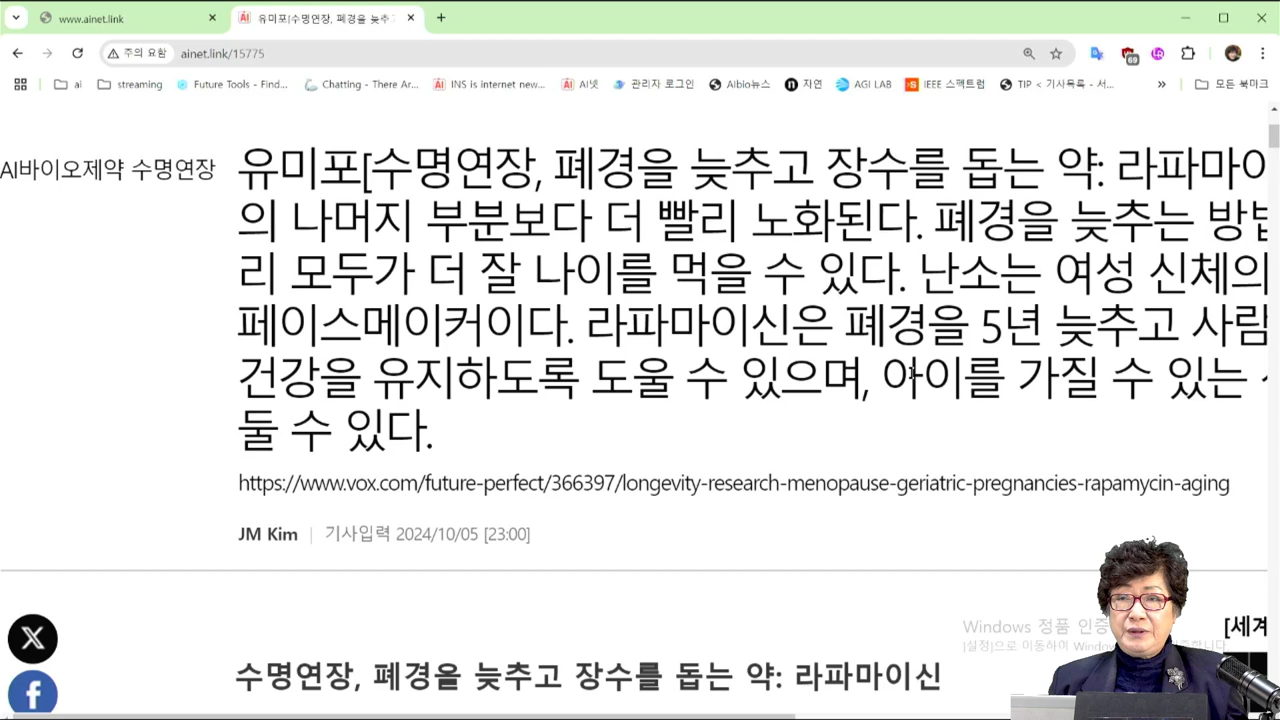 www.ainet.link
유미포[수명연장, 폐경을 늦추
주의 요함
ainet.link/15775
69
ai
streaming
Future Tools - Find...
Chatting - There Ar...
INS is internet new...
AI넷
관리자 로그인
Aibio뉴스
자연
AGI LAB
IEEE 스펙트럼
TIP < 기사목록 - 서...
»
모든 북마크
AI바이오제약 수명연장
유미포[수명연장, 폐경을 늦추고 장수를 돕는 약: 라파마이
의 나머지 부분보다 더 빨리 노화된다. 폐경을 늦추는 방
리 모두가 더 잘 나이를 먹을 수 있다. 난소는 여성 신체의
페이스메이커이다. 라파마이신은 폐경을 5년 늦추고 사람
건강을 유지하도록 도울 수 있으며, 아이를 가질 수 있는
둘 수 있다.
https://www.vox.com/future-perfect/366397/longevity-research-menopause-geriatric-pregnancies-rapamycin-aging
JM Kim | 기사입력 2024/10/05 [23:00]
Windows 정품 인증
[설정]으로 이동하여 Window
[세계
수명연장, 폐경을 늦추고 장수를 돕는 약: 라파마이신